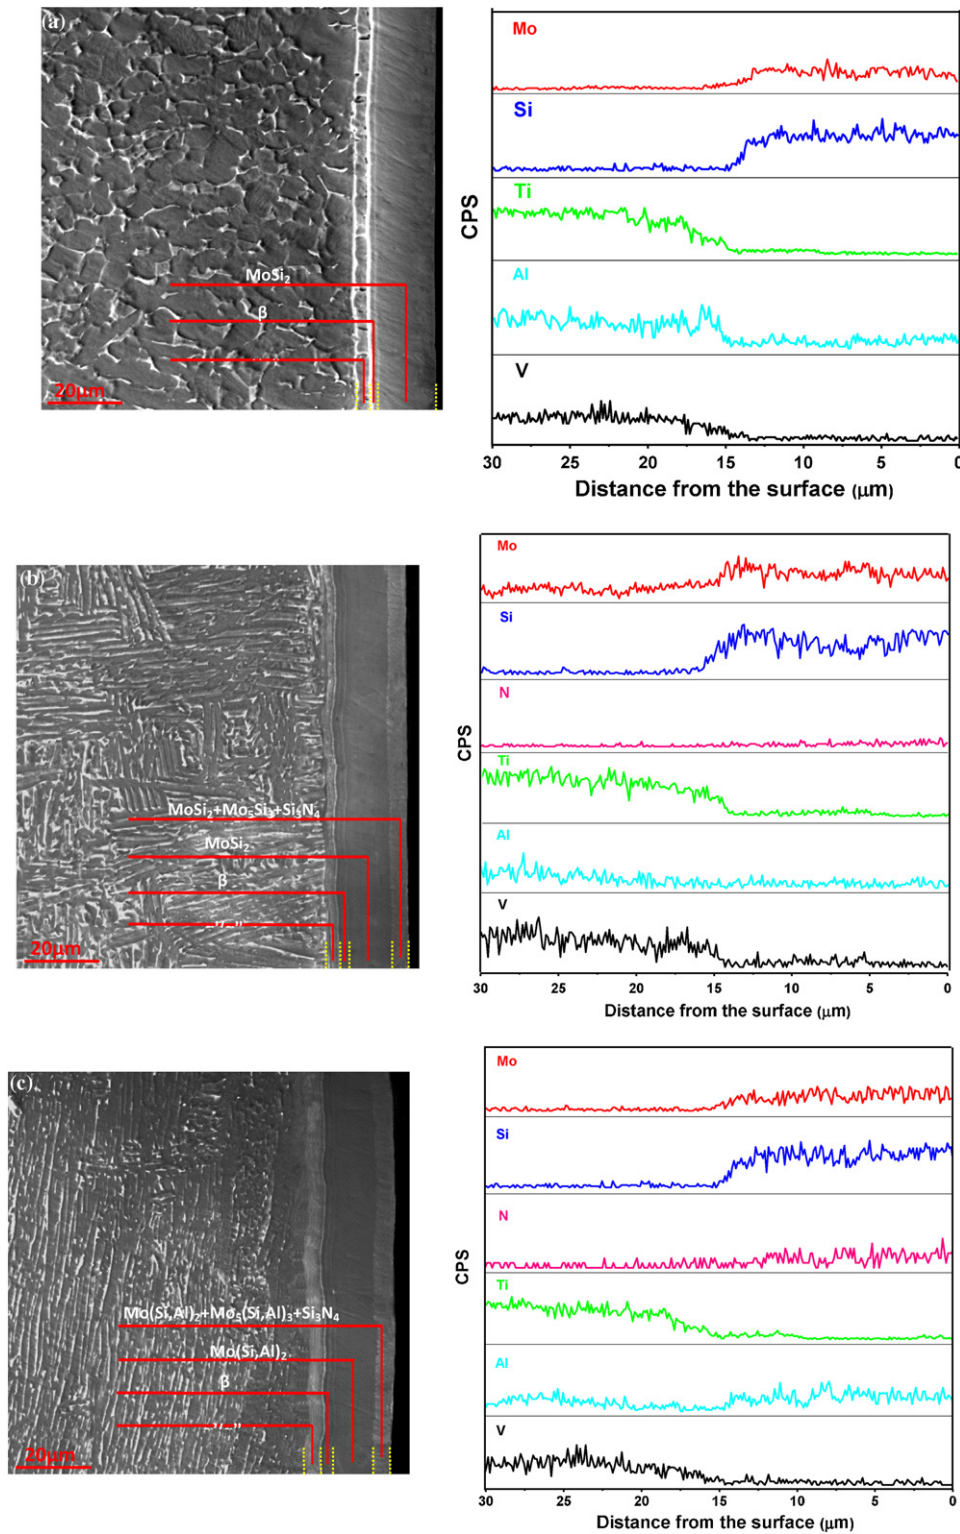 (a)
MoSi₂
β
20μm
Mo
Si
Ti
Al
V
CPS
30 25 20 15 10 5 0
Distance from the surface (μm)
(b)
MoSi₂+Mo₅Si₃+Si₃N₄
MoSi₂
β
20μm
Mo
Si
N
Ti
Al
V
CPS
30 25 20 15 10 5 0
Distance from the surface (μm)
(c)
Mo(Si,Al)₂+Mo₅(Si,Al)₃+Si₃N₄
Mo(Si,Al)₂
β
20μm
Mo
Si
N
Ti
Al
V
CPS
30 25 20 15 10 5 0
Distance from the surface (μm)